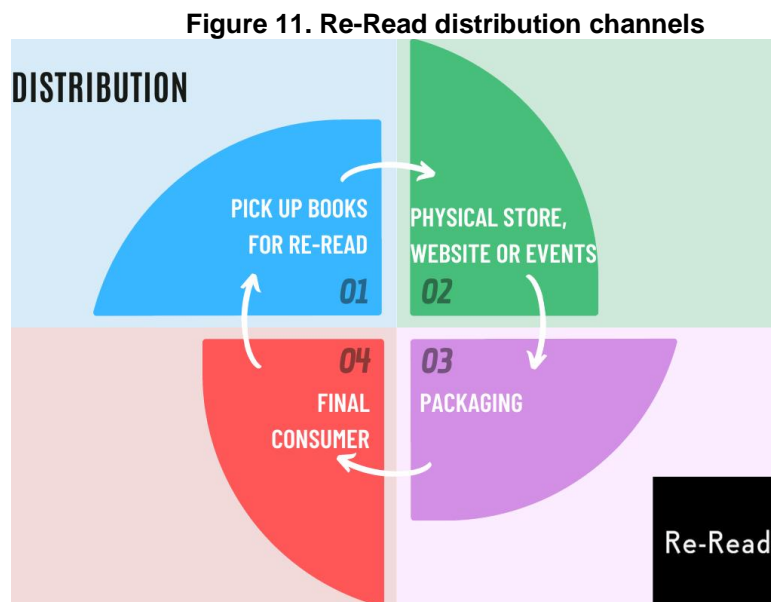 Figure 11. Re-Read distribution channels
DISTRIBUTION
PICK UP BOOKS
FOR RE-READ
01
PHYSICAL STORE,
WEBSITE OR EVENTS
02
03
PACKAGING
04
FINAL
CONSUMER
Re-Read